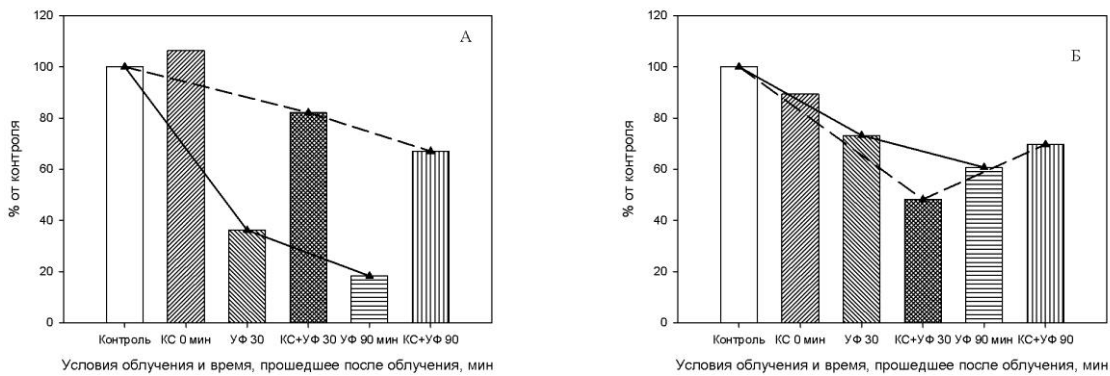 120
100
80
60
40
20
0
% от контроля
А
Контроль КС 0 мин УФ 30 КС+УФ 30 УФ 90 мин КС+УФ 90
Условия облучения и время, прошедшее после облучения, мин
120
100
80
60
40
20
0
% от контроля
Б
Контроль КС 0 мин УФ 30 КС+УФ 30 УФ 90 мин КС+УФ 90
Условия облучения и время, прошедшее после облучения, мин